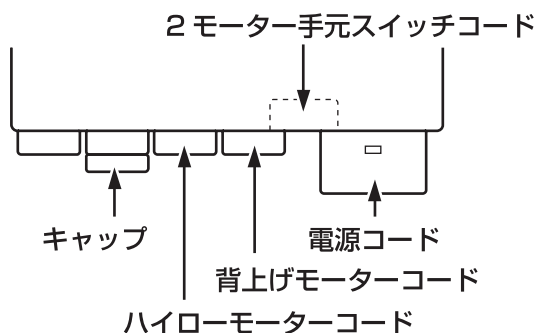 2モーター手元スイッチコード
キャップ
電源コード
背上げモーターコード
ハイローモーターコード